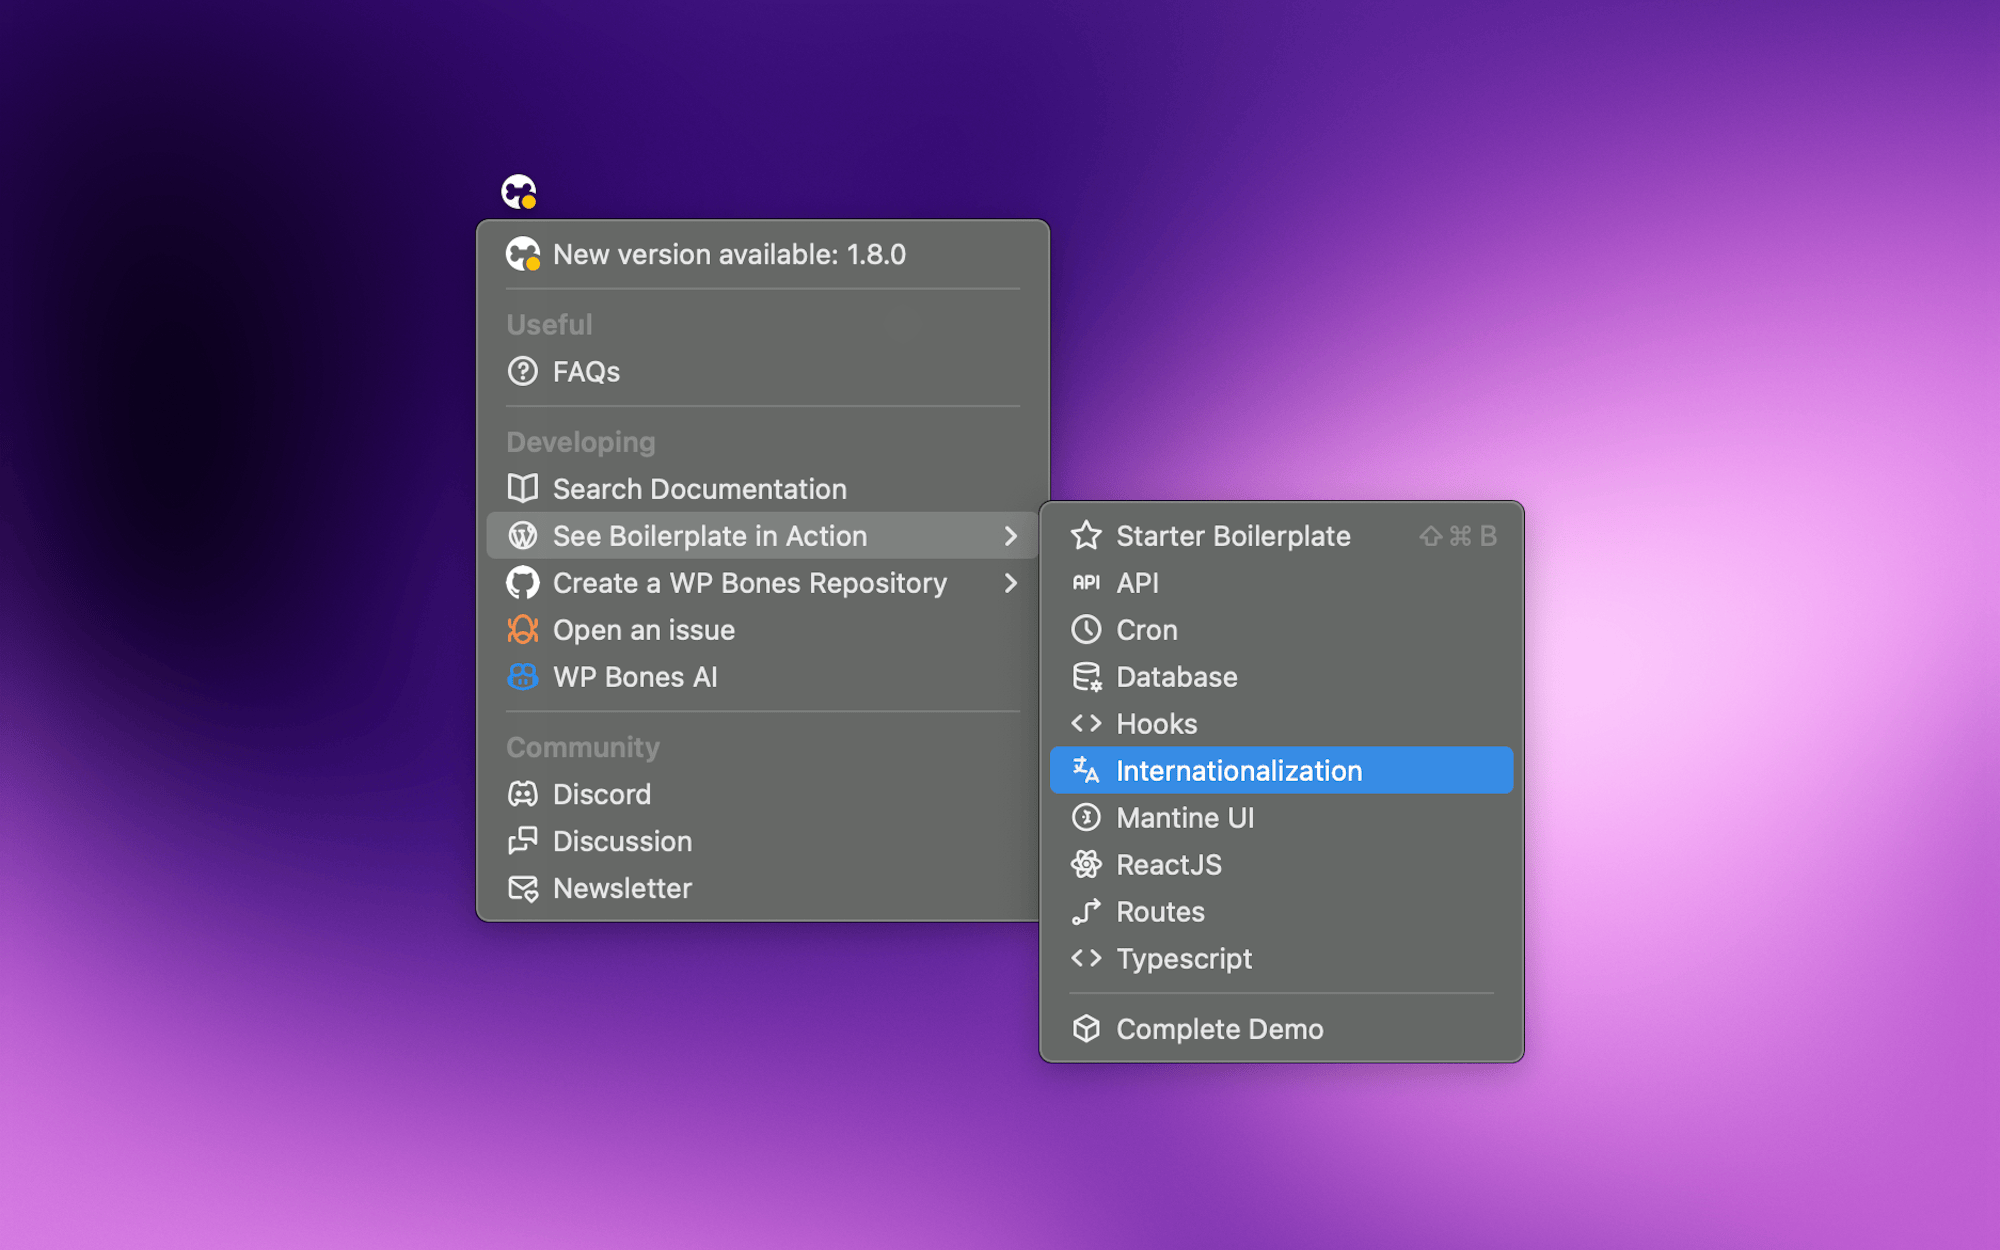 New version available: 1.8.0
Useful
FAQs
Developing
Search Documentation
See Boilerplate in Action
Create a WP Bones Repository
Open an issue
WP Bones AI
Community
Discord
Discussion
Newsletter
Starter Boilerplate ⇧⌘B
API API
Cron
Database
Hooks
Internationalization
Mantine UI
ReactJS
Routes
Typescript
Complete Demo